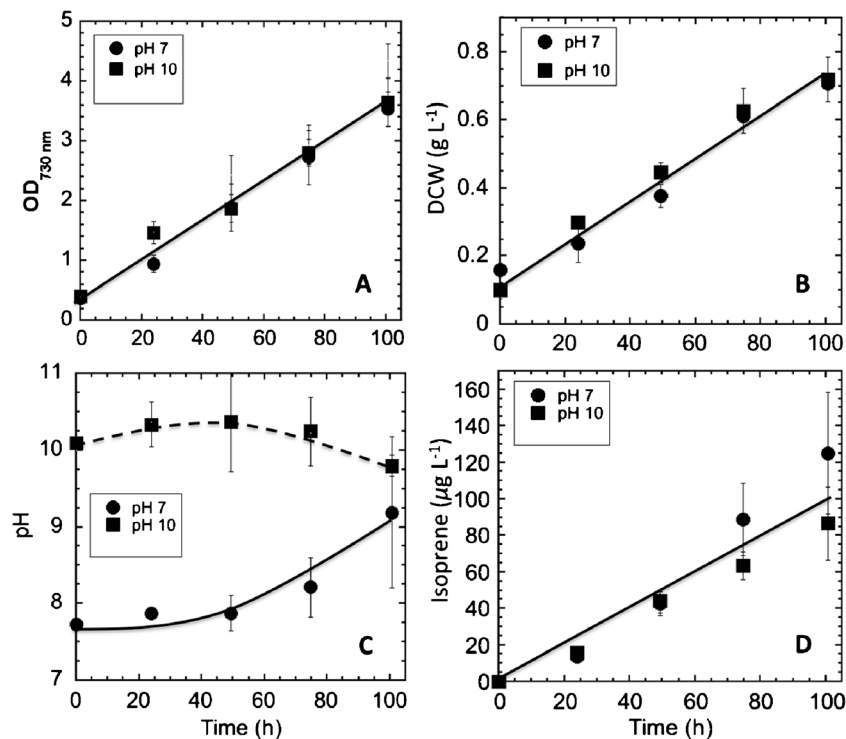 5
4
3
2
1
0
OD730 nm
pH 7
pH 10
A
0 20 40 60 80 100
0.8
0.6
0.4
0.2
0.0
DCW (g L-1)
pH 7
pH 10
B
0 20 40 60 80 100
11
10
9
8
7
pH
pH 7
pH 10
C
0 20 40 60 80 100
Time (h)
160
140
120
100
80
60
40
20
0
Isoprene (µg L-1)
pH 7
pH 10
D
0 20 40 60 80 100
Time (h)